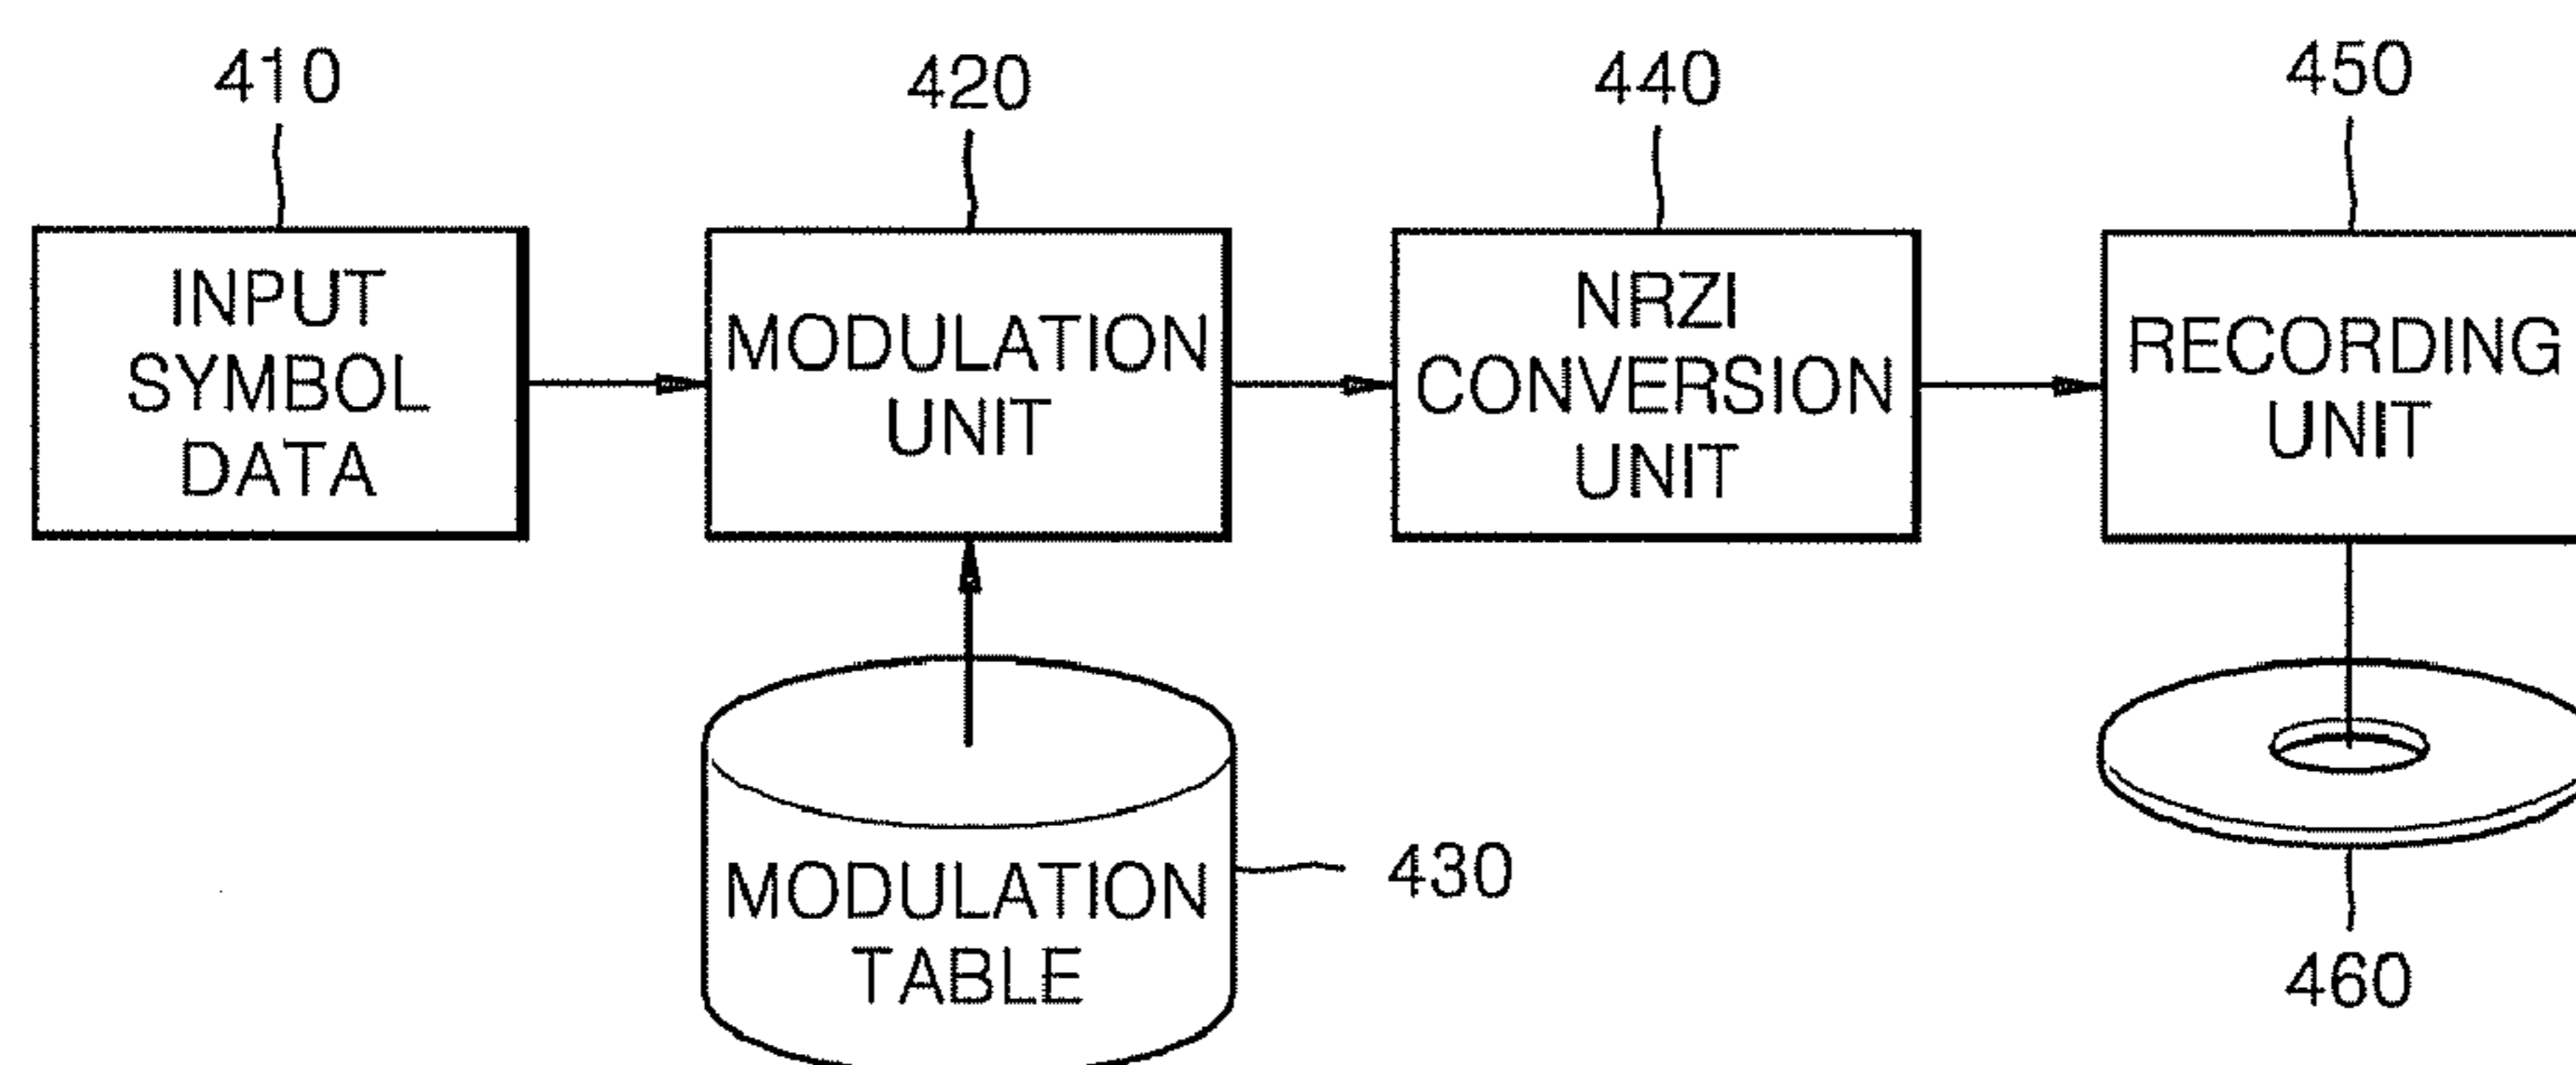 410
420
440
450
INPUT
SYMBOL
DATA
MODULATION
UNIT
NRZI
CONVERSION
UNIT
RECORDING
UNIT
MODULATION
TABLE
430
460